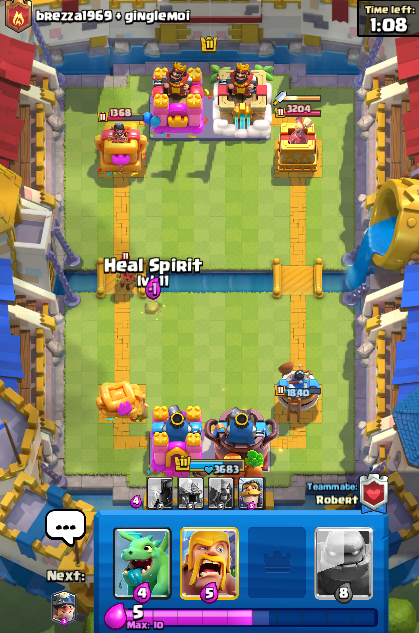 brezza1969 + ginglemoi
Time left:
1:08
1368
3204
Heal Spirit
lvl 11
-1
1840
3683
4
Teammate:
Robert
...
4
5
8
Next:
5
Max: 10